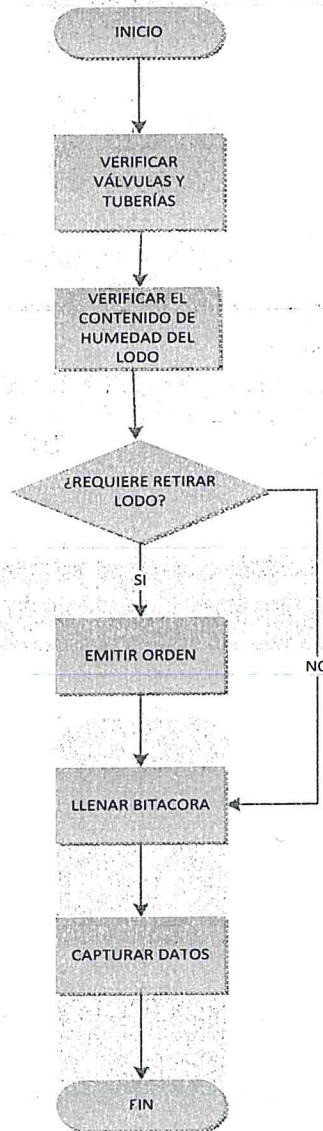 INICIO
VERIFICAR
VÁLVULAS Y
TUBERÍAS
VERIFICAR EL
CONTENIDO DE
HUMEDAD DEL
LODO
¿REQUIERE RETIRAR
LODO?
SI
EMITIR ORDEN
NO
LLENAR BITACORA
CAPTURAR DATOS
FIN